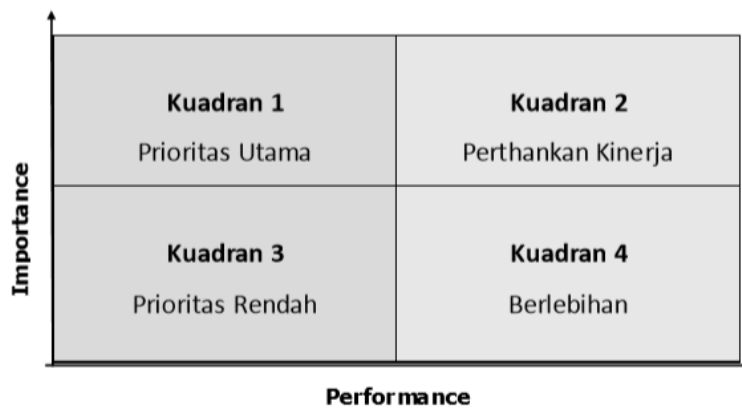 Kuadran 1
Prioritas Utama
Kuadran 2
Perthankan Kinerja
Kuadran 3
Prioritas Rendah
Kuadran 4
Berlebihan
Importance
Performance